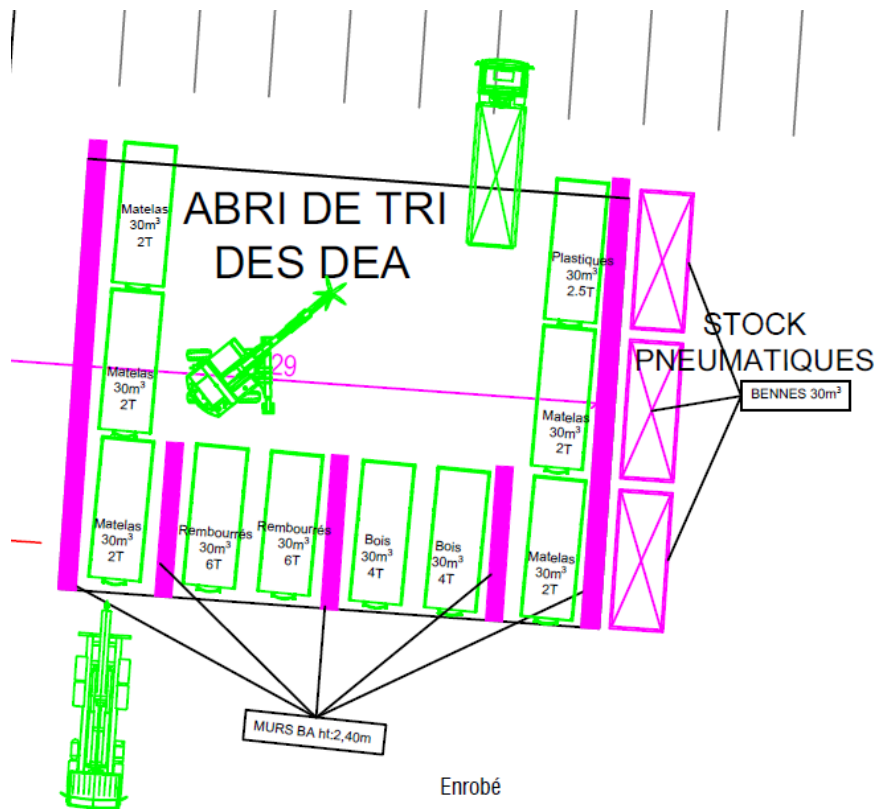 ABRI DE TRI
DES DEA
Matelas
30m³
2T
Plastiques
30m³
2.5T
STOCK
PNEUMATIQUES
BENNES 30m³
29
Matelas
30m³
2T
Matelas
30m³
2T
Matelas
30m³
2T
Rembourrés
30m³
6T
Rembourrés
30m³
6T
Bois
30m³
4T
Bois
30m³
4T
Matelas
30m³
2T
MURS BA ht:2,40m
Enrobé